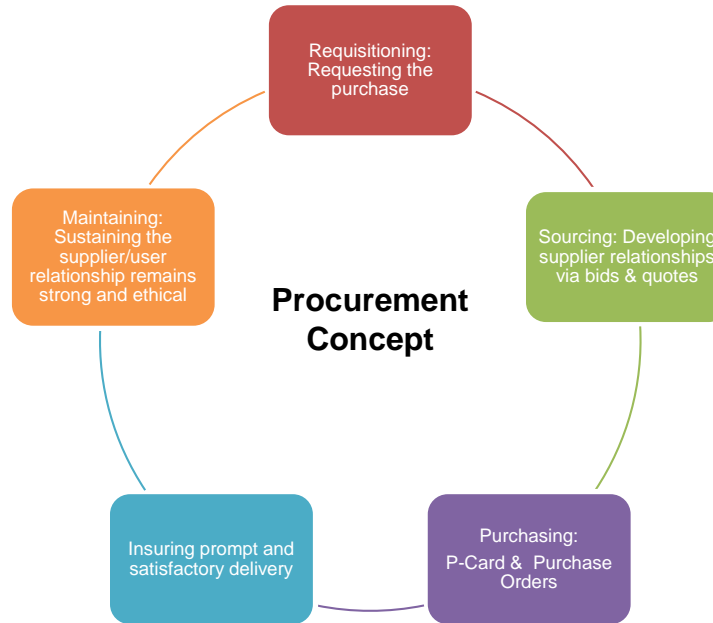 Requisitioning:
Requesting the
purchase
Sourcing: Developing
supplier relationships
via bids & quotes
Purchasing:
P-Card & Purchase
Orders
Insuring prompt and
satisfactory delivery
Maintaining:
Sustaining the
supplier/user
relationship remains
strong and ethical
Procurement
Concept